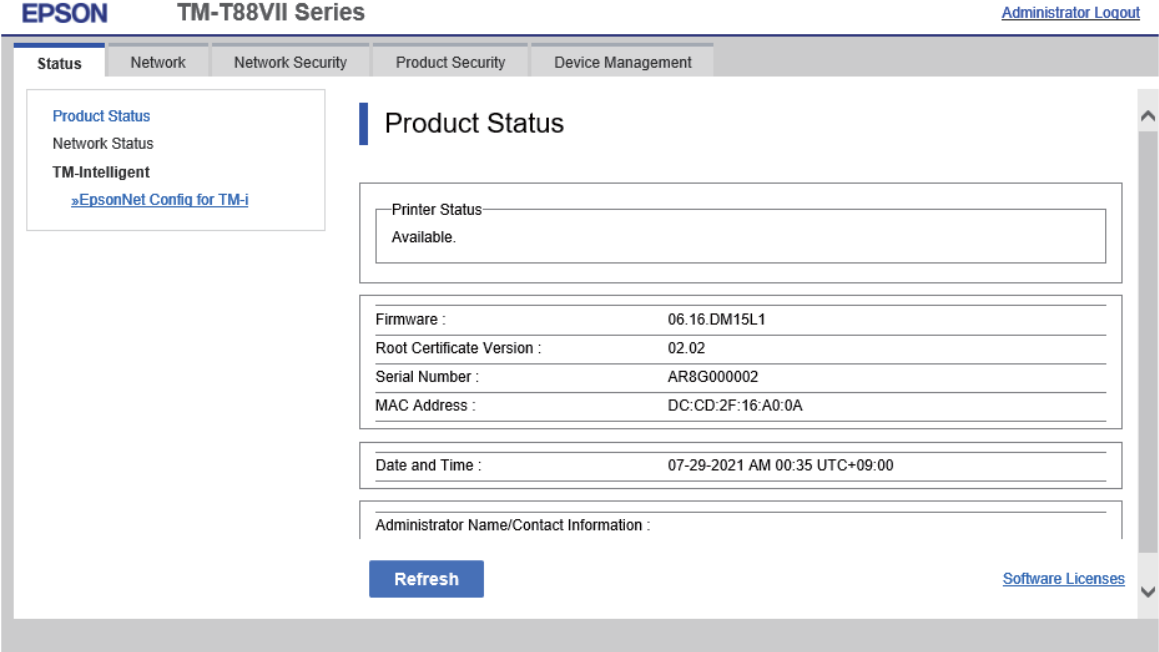 EPSON TM-T88VII Series Administrator Logout
Status Network Network Security Product Security Device Management
Product Status
Network Status
TM-Intelligent
»EpsonNet Config for TM-i
Product Status
Printer Status
Available.
Firmware : 06.16.DM15L1
Root Certificate Version : 02.02
Serial Number : AR8G000002
MAC Address : DC:CD:2F:16:A0:0A
Date and Time : 07-29-2021 AM 00:35 UTC+09:00
Administrator Name/Contact Information :
Refresh Software Licenses